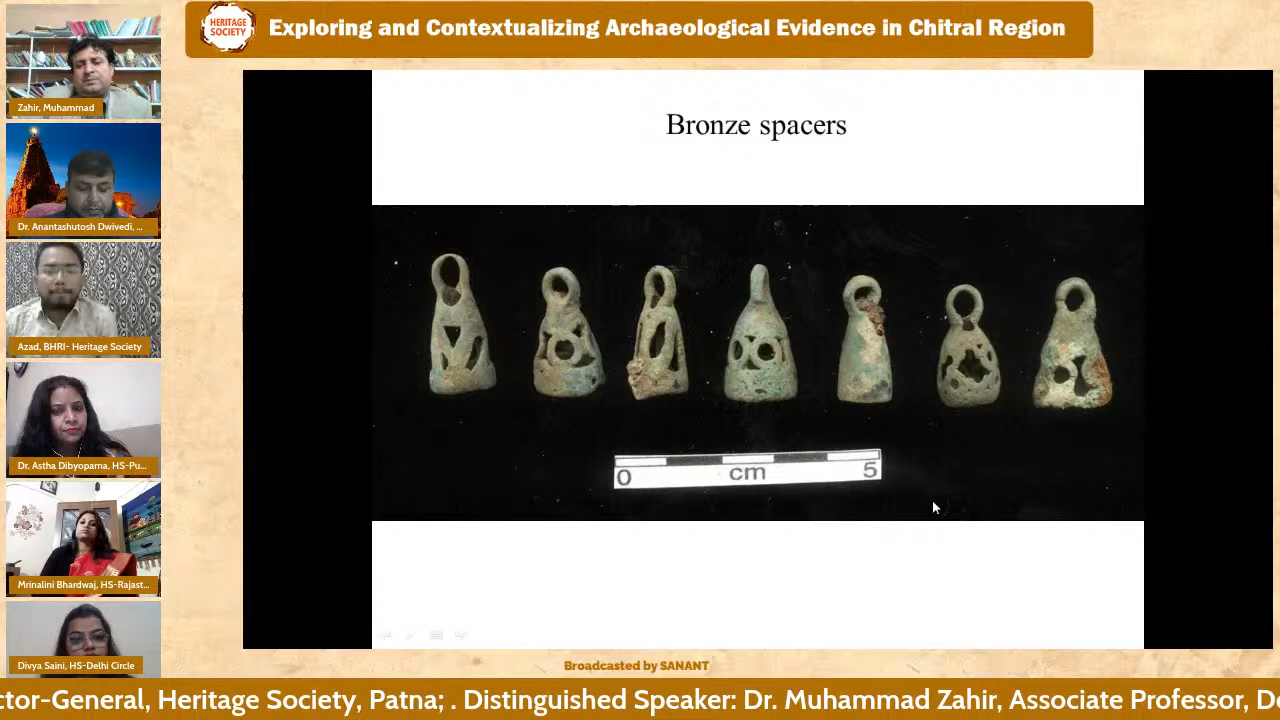 HERITAGE
SOCIETY
Exploring and Contextualizing Archaeological Evidence in Chitral Region
Zahir, Muhammad
Dr. Anantashutosh Dwivedi, ...
Azad, BHRI- Heritage Society
Dr. Astha Dibyopama, HS-Pu...
Mrinalini Bhardwaj, HS-Rajast...
Divya Saini, HS-Delhi Circle
Bronze spacers
0 cm 5
Broadcasted by SANANT
ctor-General, Heritage Society, Patna; . Distinguished Speaker: Dr. Muhammad Zahir, Associate Professor, De